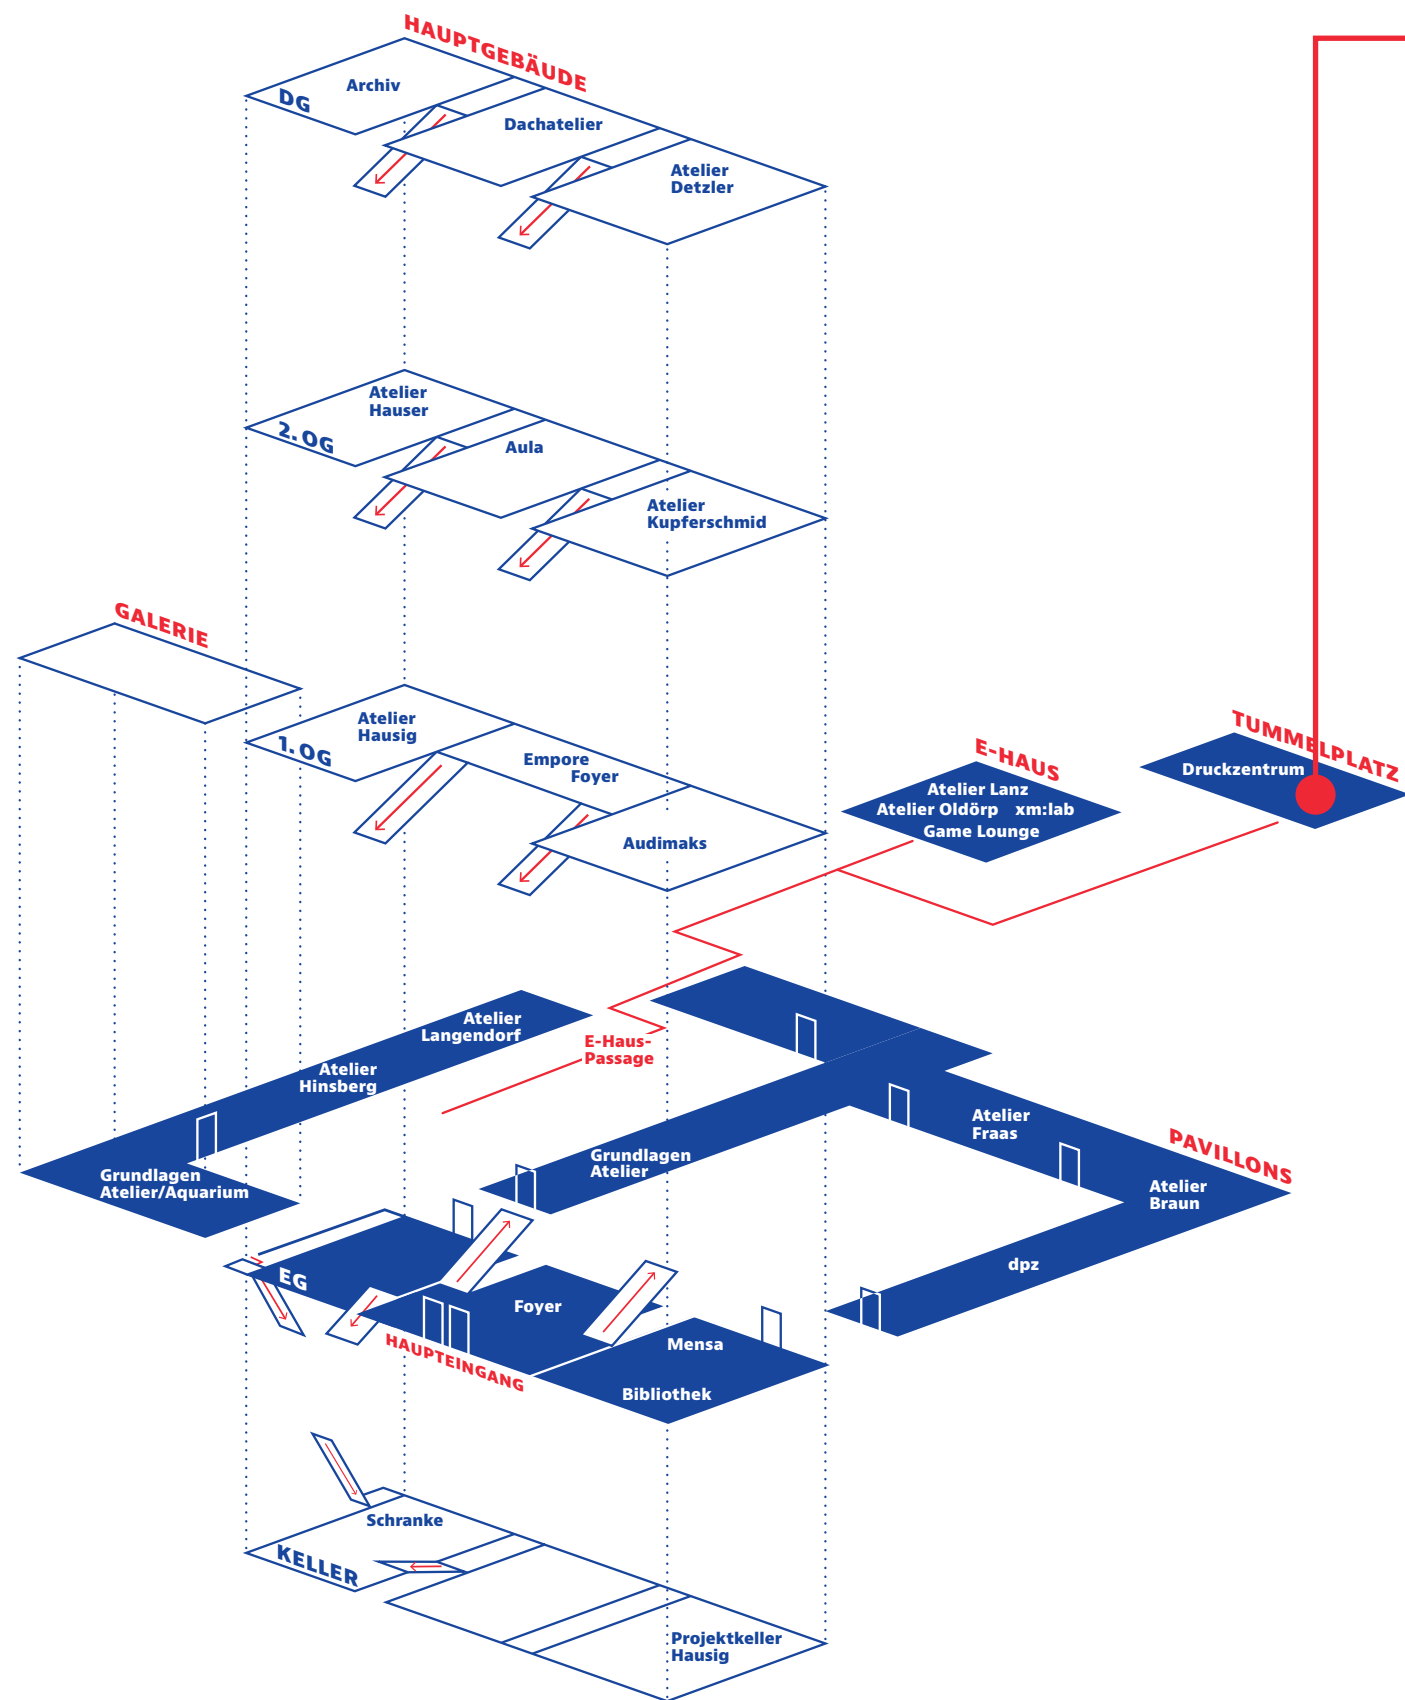 HAUPTGEBÄUDE
Archiv
DG
Dachatelier
Atelier
Detzler
Atelier
Hauser
2. OG
Aula
Atelier
Kupferschmid
GALERIE
Atelier
Hausig
1. OG
Empore
Foyer
Audimaks
E-HAUS
Atelier Lanz
Atelier Oldörp xm:lab
Game Lounge
TUMMELPLATZ
Druckzentrum
Atelier
Langendorf
Atelier
Hinsberg
E-Haus-
Passage
Grundlagen
Atelier/Aquarium
Grundlagen
Atelier
Atelier
Fraas
PAVILLONS
Atelier
Braun
dpz
EG
Foyer
HAUPTEINGANG
Mensa
Bibliothek
Schranke
KELLER
Projektkeller
Hausig